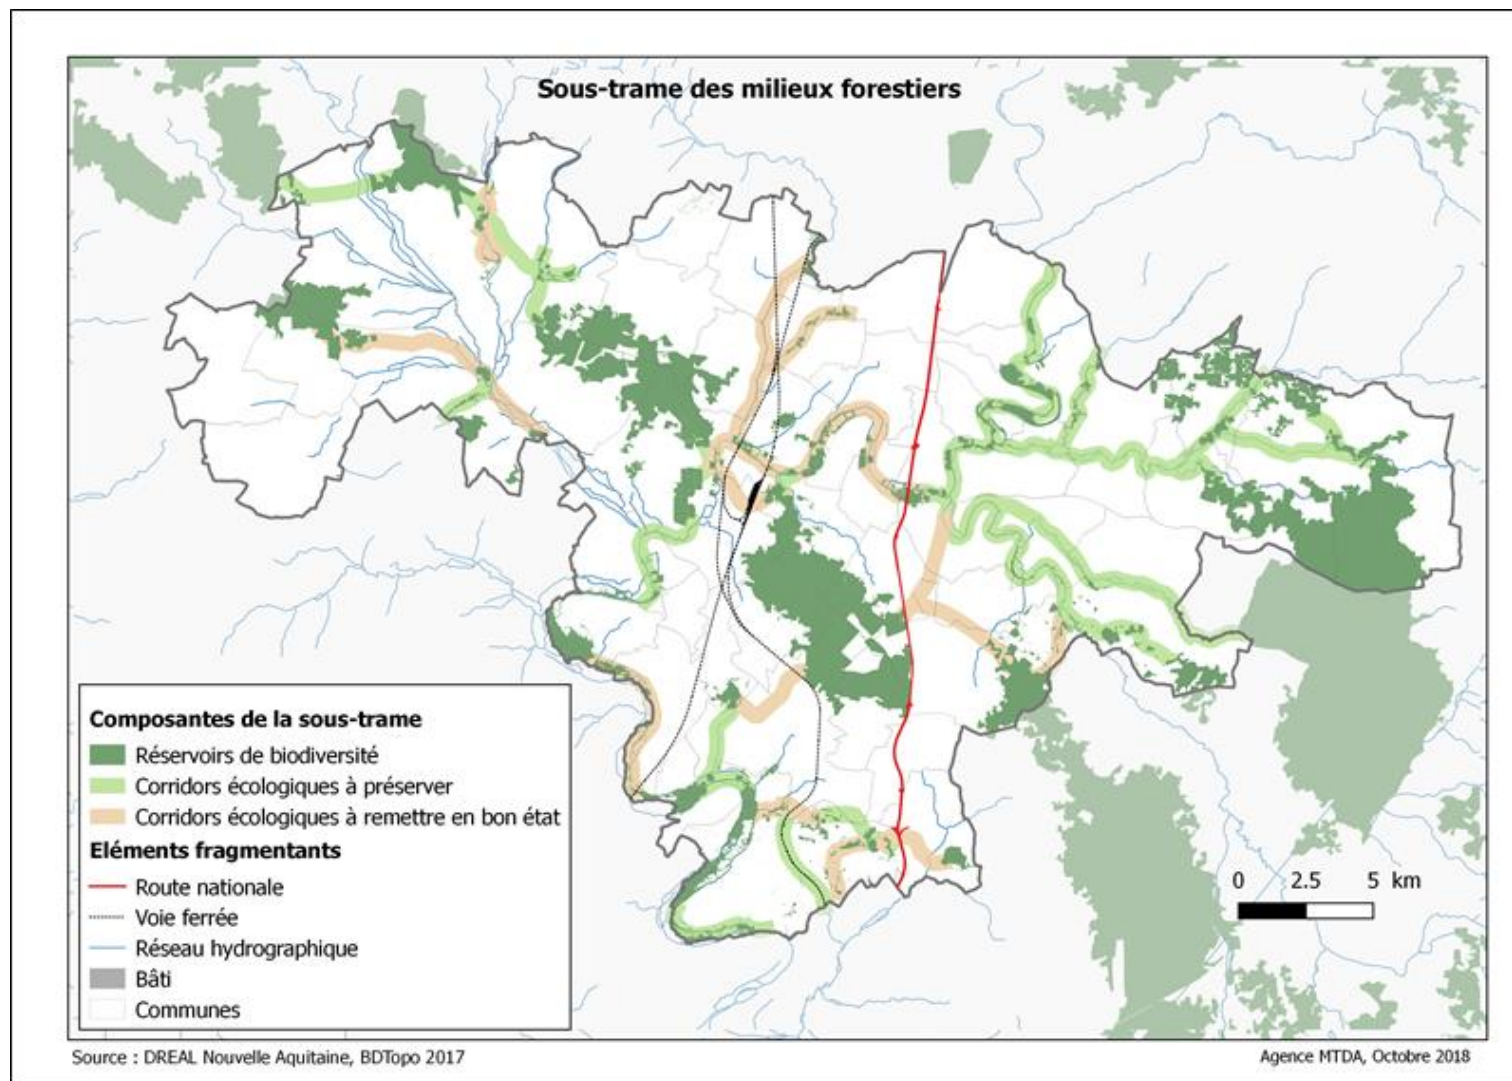 Sous-trame des milieux forestiers
Composantes de la sous-trame
Réservoirs de biodiversité
Corridors écologiques à préserver
Corridors écologiques à remettre en bon état
Eléments fragmentants
Route nationale
Voie ferrée
Réseau hydrographique
Bâti
Communes
0 2.5 5 km
Source : DREAL Nouvelle Aquitaine, BDTopo 2017
Agence MTDA, Octobre 2018